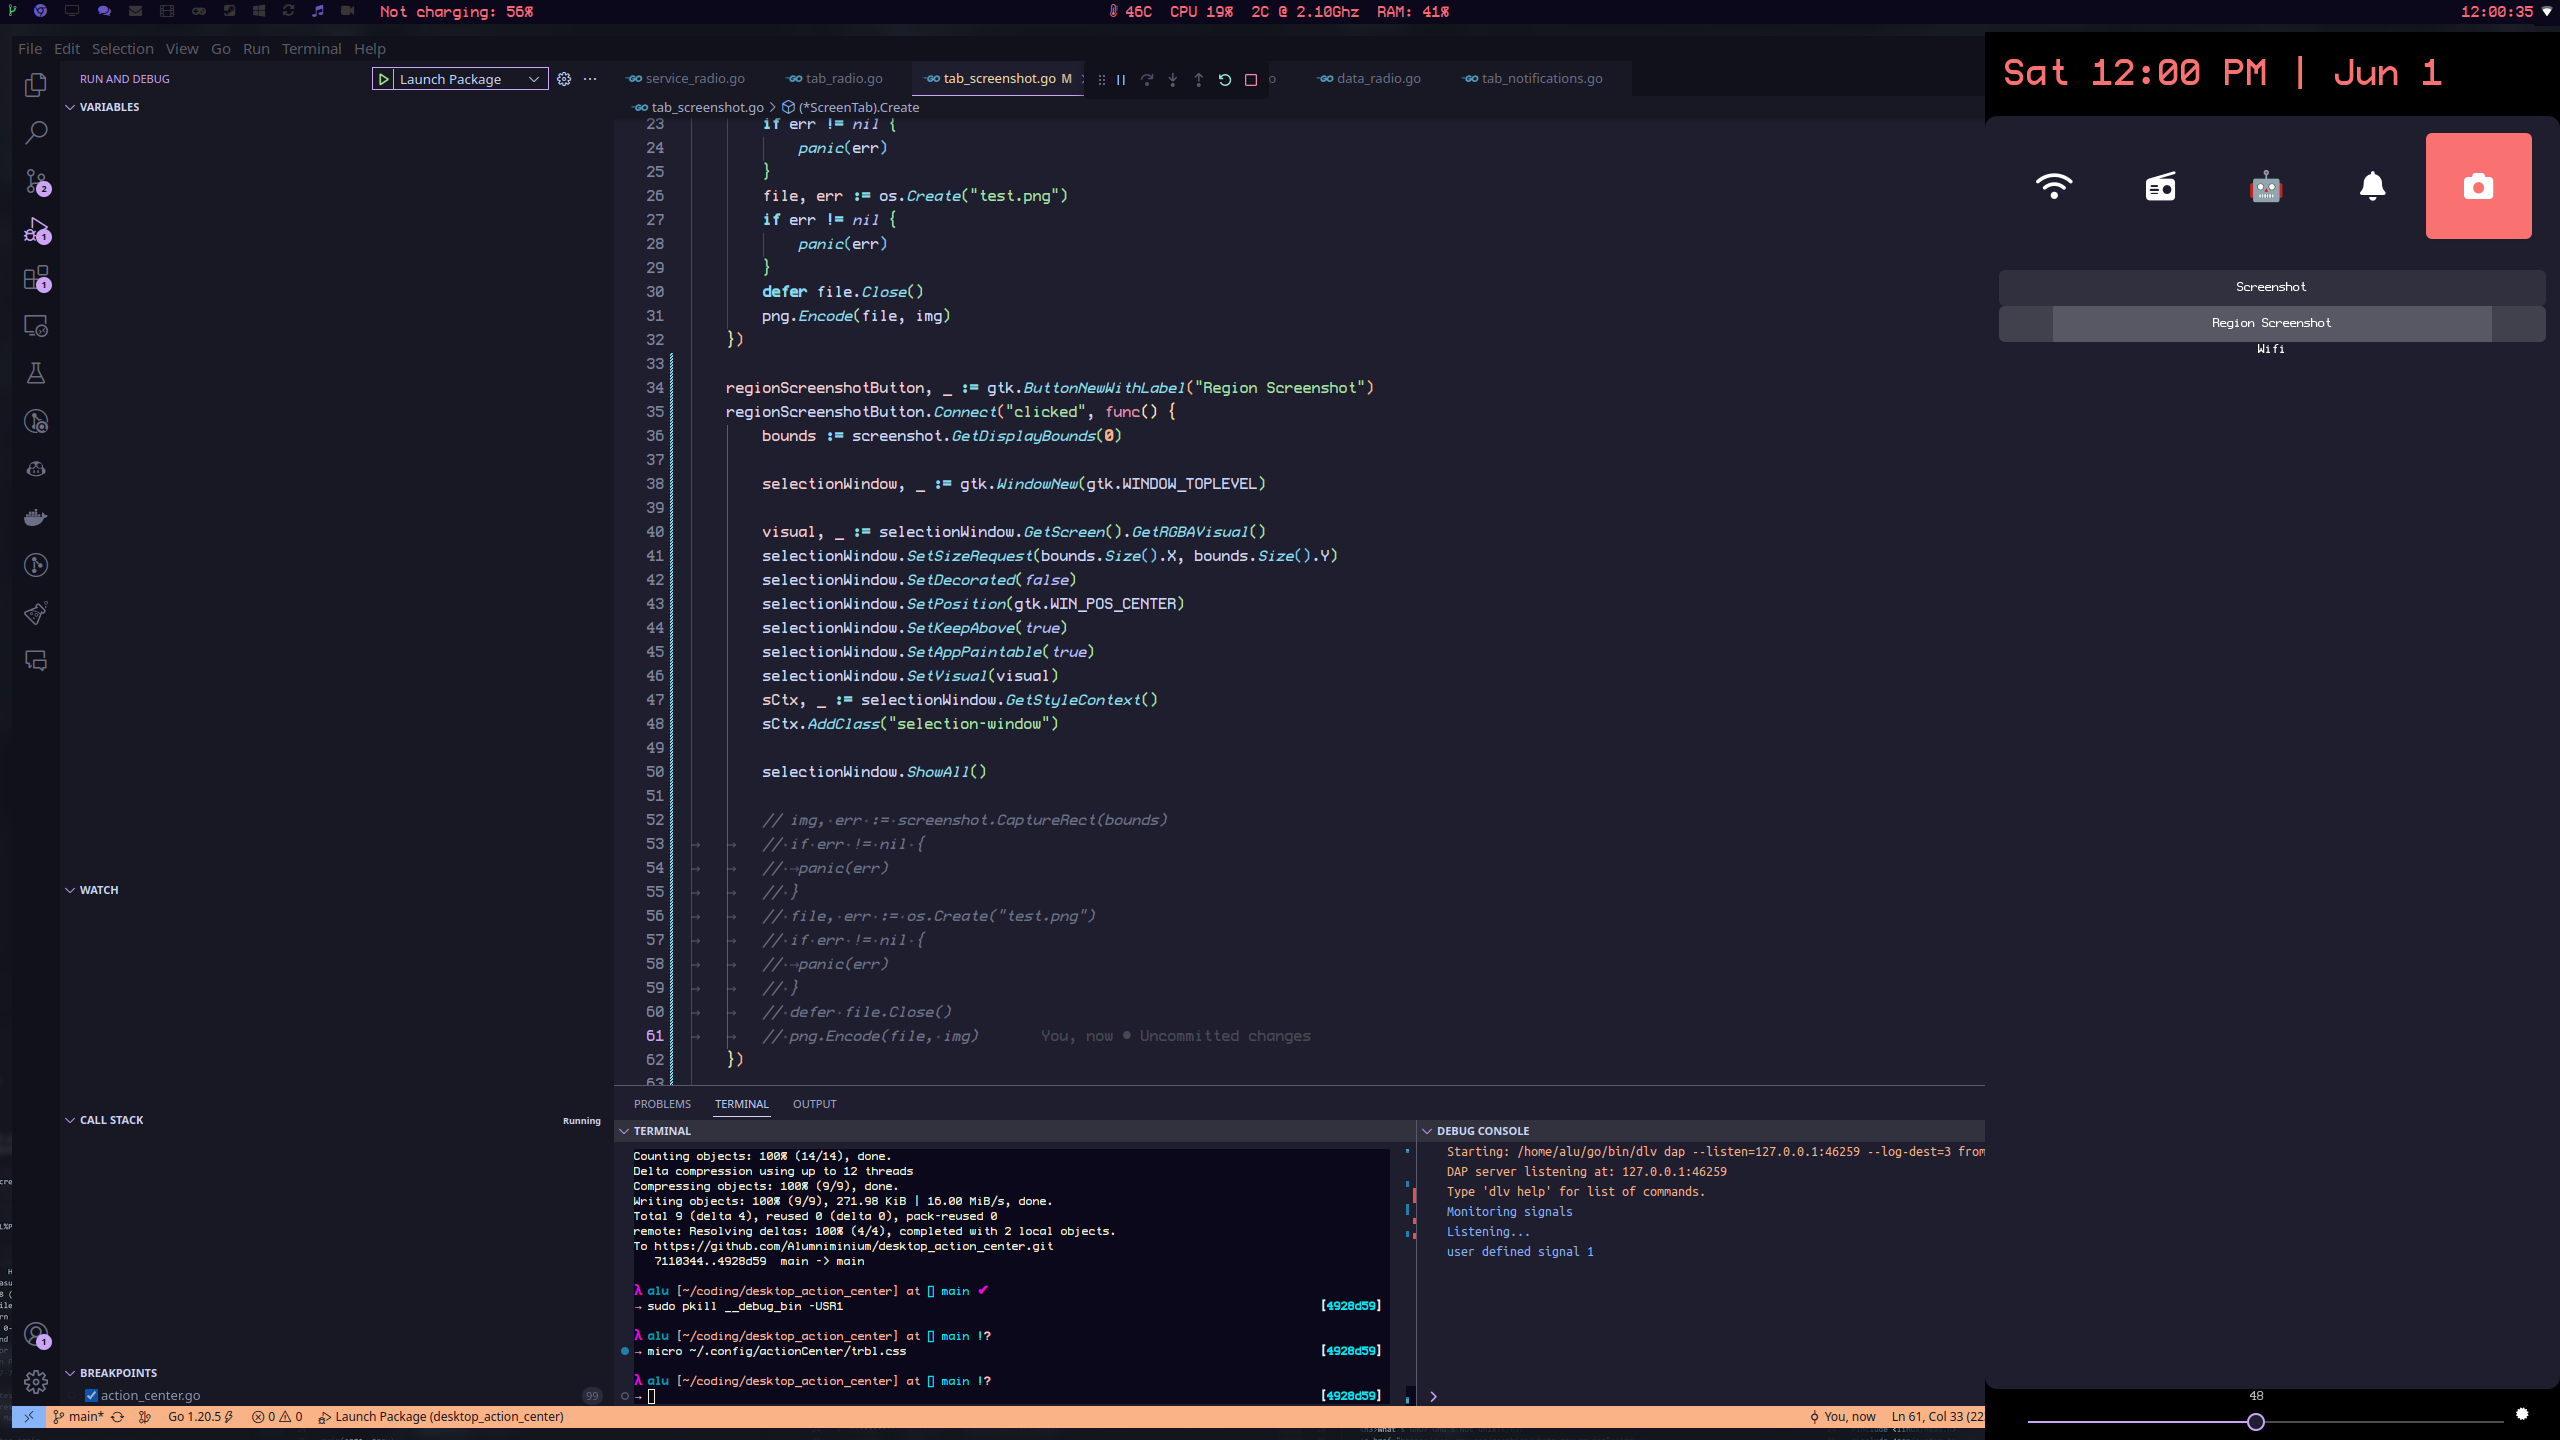 Not charging: 56%
46C CPU 19% 2C @ 2.10Ghz RAM: 41%
12:00:35
File Edit Selection View Go Run Terminal Help
RUN AND DEBUG
Launch Package
VARIABLES
2
1
1
WATCH
CALL STACK
Running
1
BREAKPOINTS
action_center.go
99
service_radio.go
tab_radio.go
tab_screenshot.go M
data_radio.go
tab_notifications.go
tab_screenshot.go > (*ScreenTab).Create
23 if err != nil {
24 panic(err)
25 }
26 file, err := os.Create("test.png")
27 if err != nil {
28 panic(err)
29 }
30 defer file.Close()
31 png.Encode(file, img)
32 })
33
34 regionScreenshotButton, _ := gtk.ButtonNewWithLabel("Region Screenshot")
35 regionScreenshotButton.Connect("clicked", func() {
36 bounds := screenshot.GetDisplayBounds(0)
37
38 selectionWindow, _ := gtk.WindowNew(gtk.WINDOW_TOPLEVEL)
39
40 visual, _ := selectionWindow.GetScreen().GetRGBAVisual()
41 selectionWindow.SetSizeRequest(bounds.Size().X, bounds.Size().Y)
42 selectionWindow.SetDecorated(false)
43 selectionWindow.SetPosition(gtk.WIN_POS_CENTER)
44 selectionWindow.SetKeepAbove(true)
45 selectionWindow.SetAppPaintable(true)
46 selectionWindow.SetVisual(visual)
47 sCtx, _ := selectionWindow.GetStyleContext()
48 sCtx.AddClass("selection-window")
49
50 selectionWindow.ShowAll()
51
52 // img, err := screenshot.CaptureRect(bounds)
53 // if err != nil {
54 // panic(err)
55 // }
56 // file, err := os.Create("test.png")
57 // if err != nil {
58 // panic(err)
59 // }
60 // defer file.Close()
61 // png.Encode(file, img) You, now • Uncommitted changes
62 })
63
PROBLEMS TERMINAL OUTPUT
TERMINAL
Counting objects: 100% (14/14), done.
Delta compression using up to 12 threads
Compressing objects: 100% (9/9), done.
Writing objects: 100% (9/9), 271.98 KiB | 16.00 MiB/s, done.
Total 9 (delta 4), reused 0 (delta 0), pack-reused 0
remote: Resolving deltas: 100% (4/4), completed with 2 local objects.
To https://github.com/Alumniminium/desktop_action_center.git
7110344..4928d59 main -> main
λ alu [~/coding/desktop_action_center] at ▯ main ✔
→ sudo pkill __debug_bin -USR1 [4928d59]
λ alu [~/coding/desktop_action_center] at ▯ main !?
→ micro ~/.config/actionCenter/trbl.css [4928d59]
λ alu [~/coding/desktop_action_center] at ▯ main !?
→ [4928d59]
DEBUG CONSOLE
Starting: /home/alu/go/bin/dlv dap --listen=127.0.0.1:46259 --log-dest=3 from
DAP server listening at: 127.0.0.1:46259
Type 'dlv help' for list of commands.
Monitoring signals
Listening...
user defined signal 1
main* Go 1.20.5 0 0 Launch Package (desktop_action_center)
You, now Ln 61, Col 33 (22
Sat 12:00 PM | Jun 1
Screenshot
Region Screenshot
Wifi
48